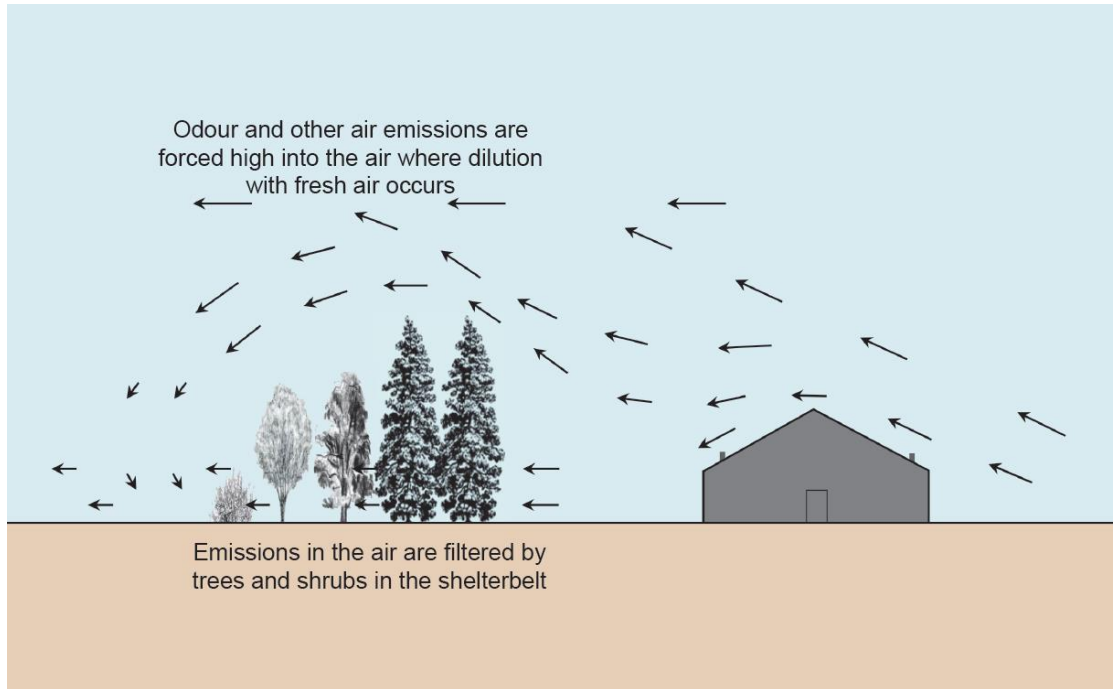 Odour and other air emissions are
forced high into the air where dilution
with fresh air occurs
Emissions in the air are filtered by
trees and shrubs in the shelterbelt